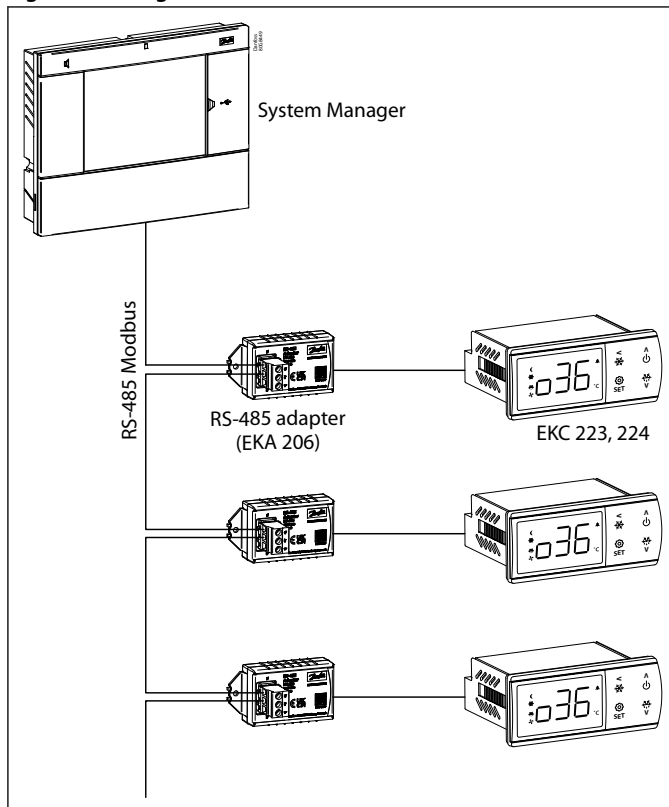 Danfoss
System Manager
RS-485 Modbus
RS-485 adapter
(EKA 206)
EKC 223, 224
o36
°C
SET
o36
°C
SET
o36
°C
SET